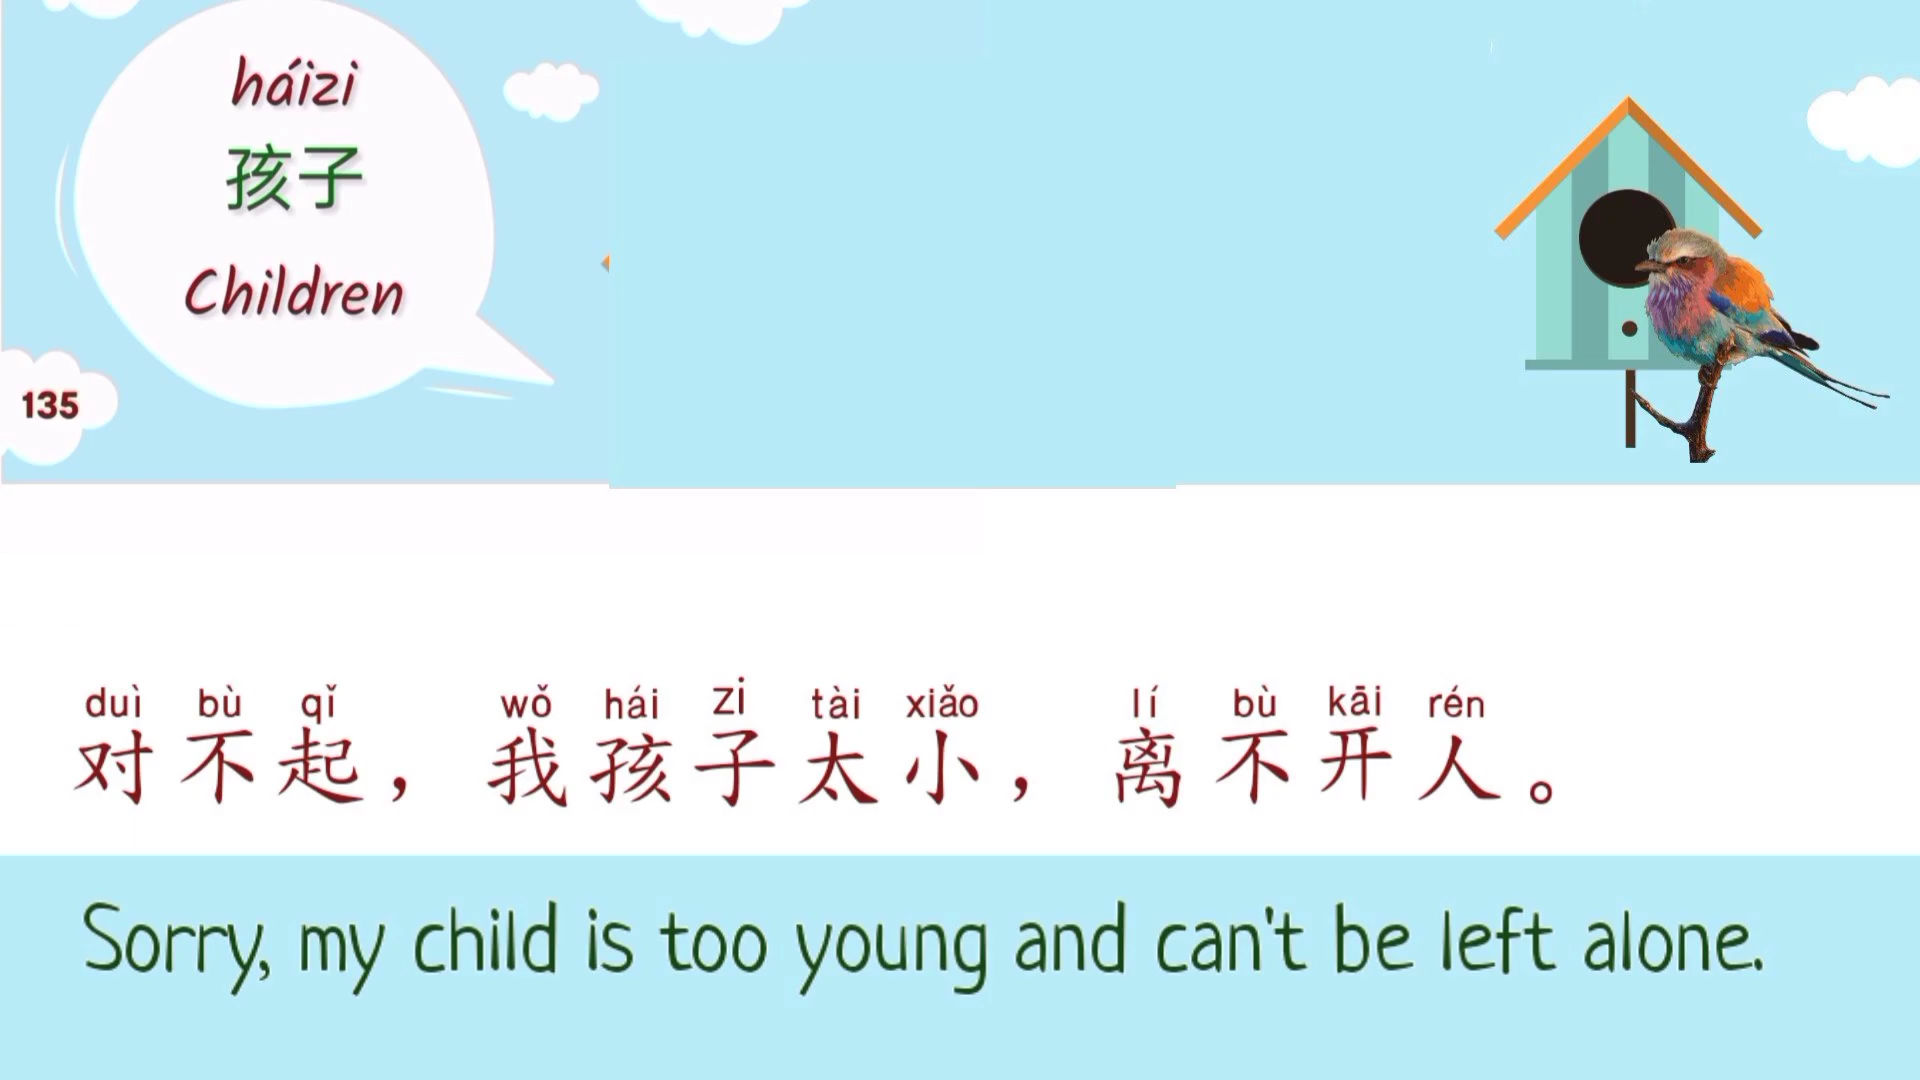 háizi
孩子
Children
135
duì bù qǐ wǒ hái zi tài xiǎo lí bù kāi rén
对不起，我孩子太小，离不开人。
Sorry, my child is too young and can't be left alone.